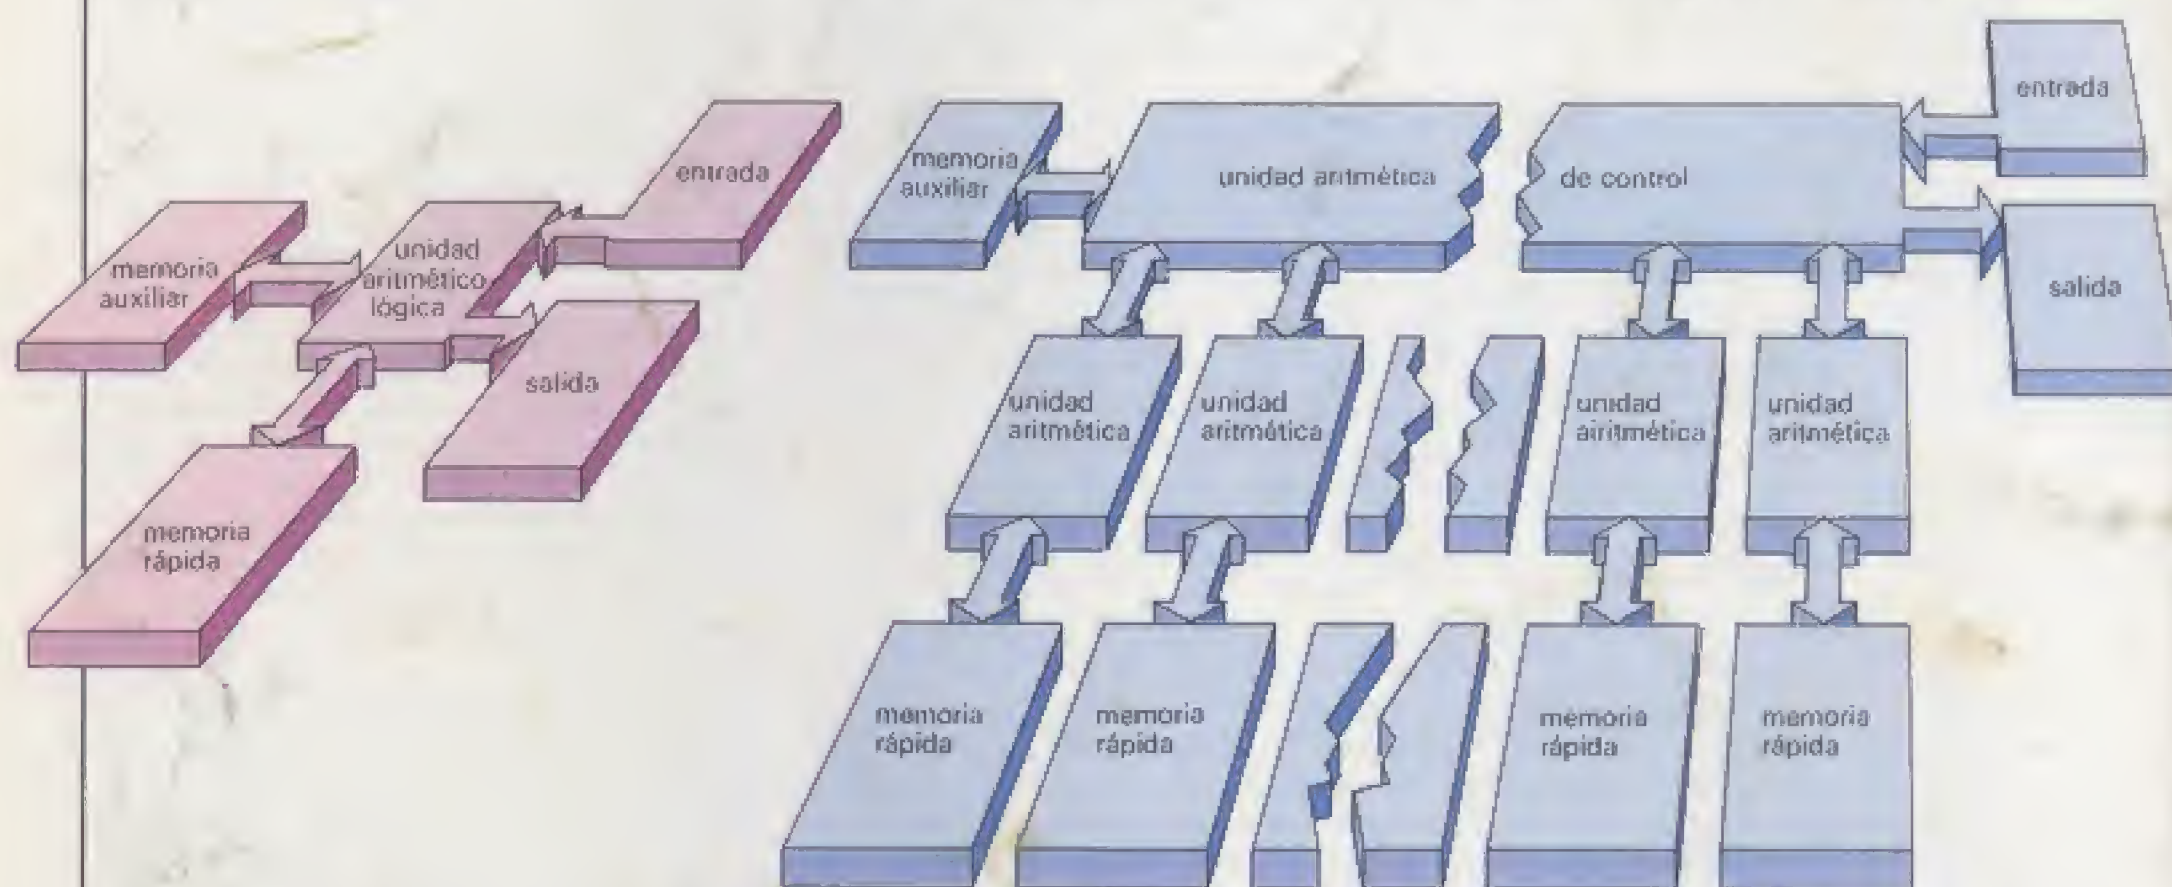 entrada
memoria
auxiliar
unidad
aritmético
lógica
salida
memoria
rápida
memoria
auxiliar
unidad aritmética
de control
entrada
salida
unidad
aritmética
unidad
aritmética
unidad
airitmética
unidad
aritmética
memoria
rápida
memoria
rápida
memoria
rápida
memoria
rápida